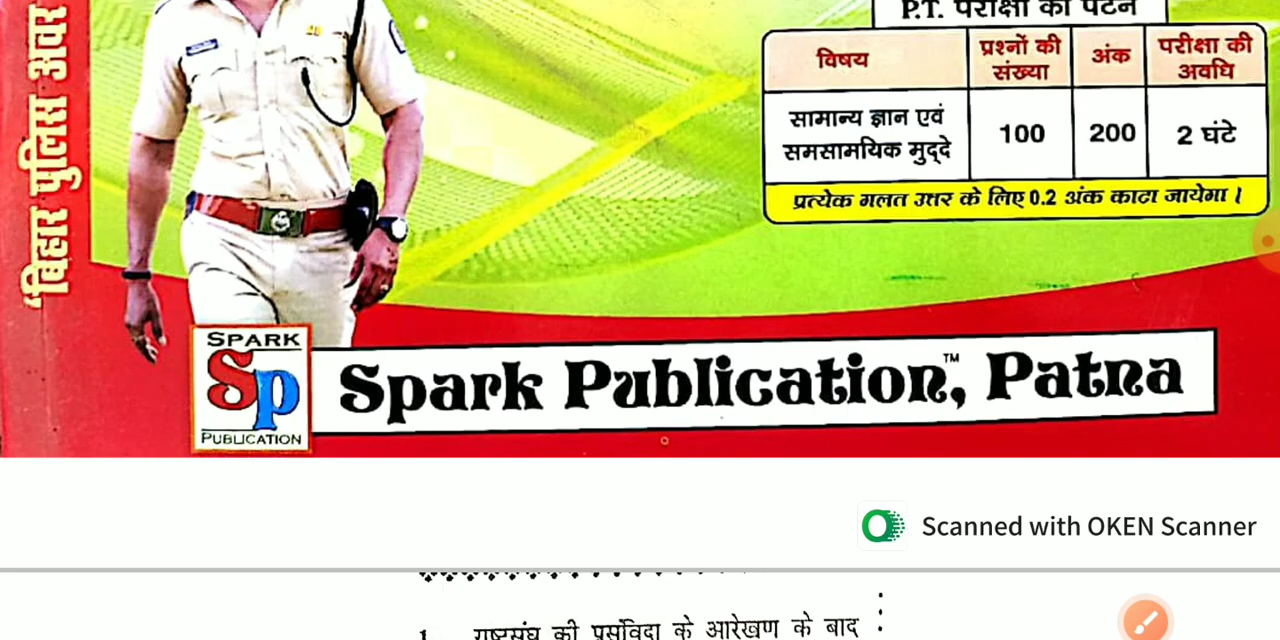 बिहार पुलिस अवर
P.T. परीक्षा का पैटर्न
विषय
प्रश्नों की संख्या
अंक
परीक्षा की अवधि
सामान्य ज्ञान एवं समसामयिक मुद्दे
100
200
2 घंटे
प्रत्येक गलत उत्तर के लिए 0.2 अंक काटा जायेगा ।
SPARK
Sp
PUBLICATION
Spark Publication™, Patna
Scanned with OKEN Scanner
1. राष्ट्रसंघ की प्रसंविदा के आरेखण के बाद